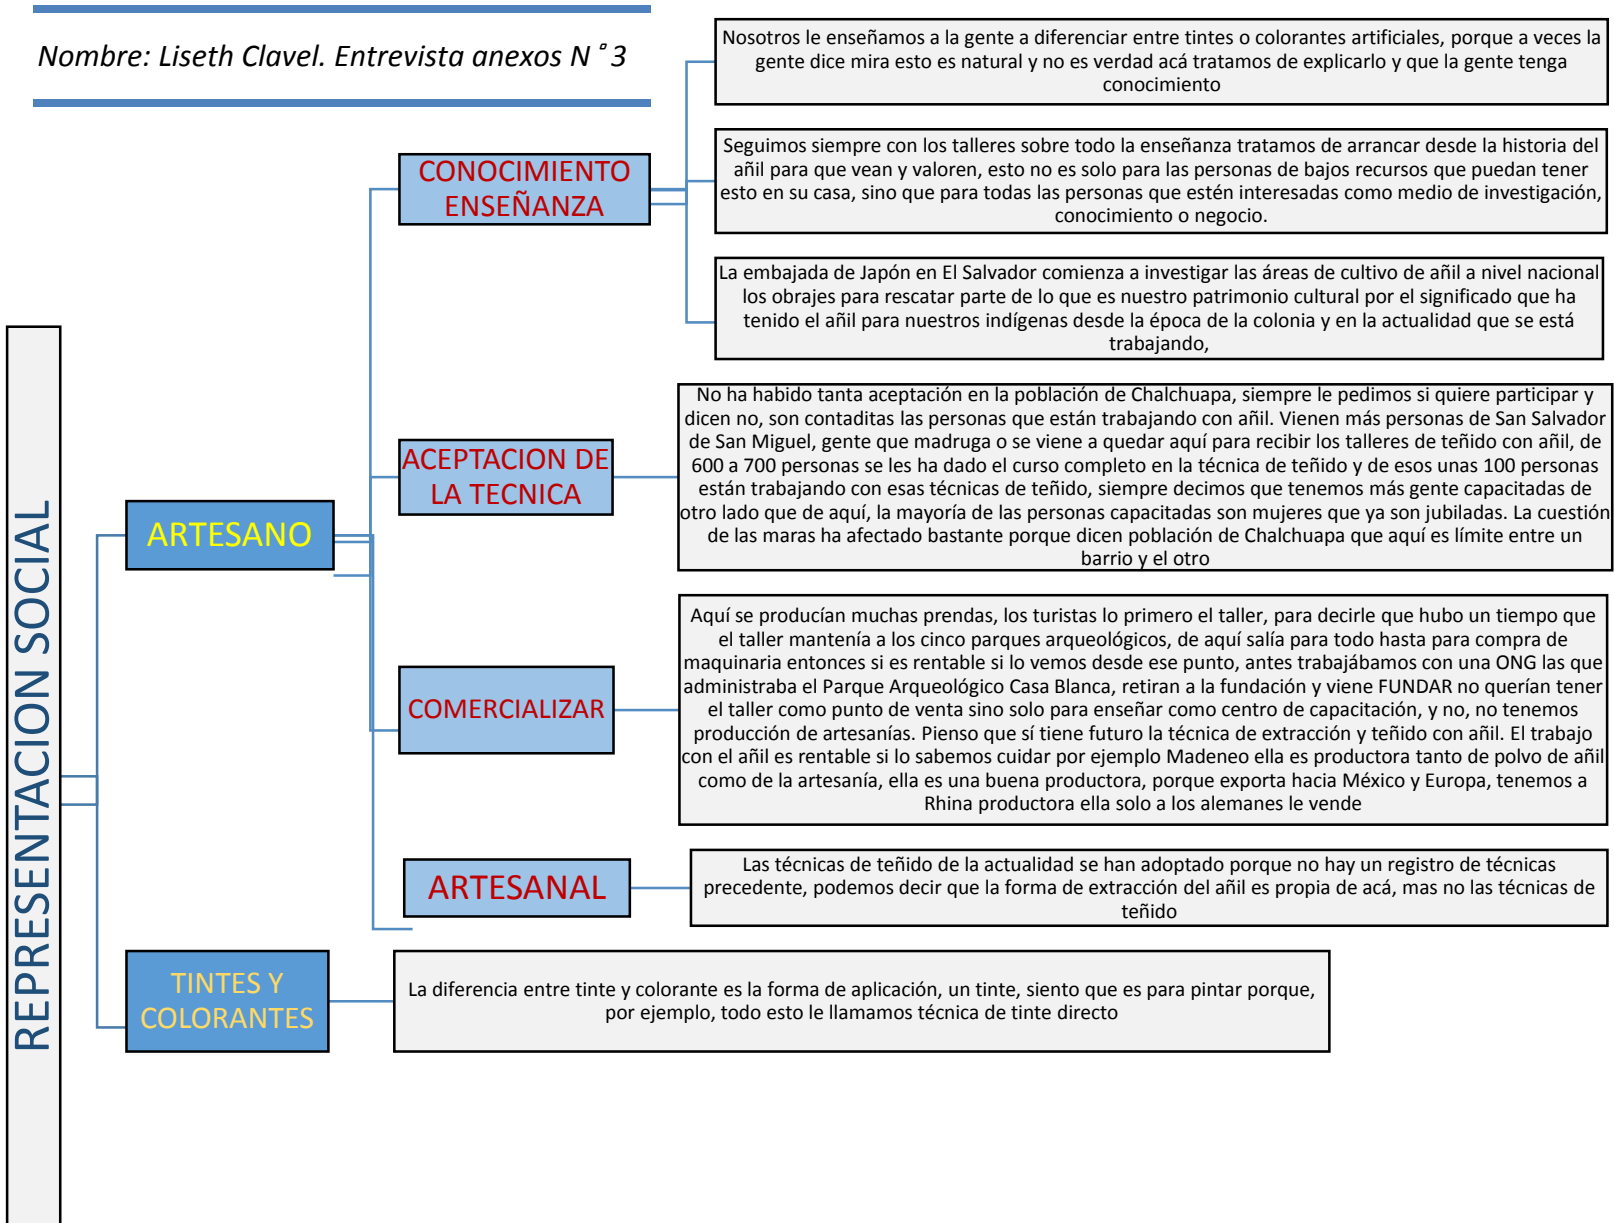 Nombre: Liseth Clavel. Entrevista anexos N ° 3
REPRESENTACION SOCIAL
ARTESANO
CONOCIMIENTO
ENSEÑANZA
Nosotros le enseñamos a la gente a diferenciar entre tintes o colorantes artificiales, porque a veces la
gente dice mira esto es natural y no es verdad acá tratamos de explicarlo y que la gente tenga
conocimiento
Seguimos siempre con los talleres sobre todo la enseñanza tratamos de arrancar desde la historia del
añil para que vean y valoren, esto no es solo para las personas de bajos recursos que puedan tener
esto en su casa, sino que para todas las personas que estén interesadas como medio de investigación,
conocimiento o negocio.
La embajada de Japón en El Salvador comienza a investigar las áreas de cultivo de añil a nivel nacional
los obrajes para rescatar parte de lo que es nuestro patrimonio cultural por el significado que ha
tenido el añil para nuestros indígenas desde la época de la colonia y en la actualidad que se está
trabajando,
ACEPTACION DE
LA TECNICA
No ha habido tanta aceptación en la población de Chalchuapa, siempre le pedimos si quiere participar y
dicen no, son contaditas las personas que están trabajando con añil. Vienen más personas de San Salvador
de San Miguel, gente que madruga o se viene a quedar aquí para recibir los talleres de teñido con añil, de
600 a 700 personas se les ha dado el curso completo en la técnica de teñido y de esos unas 100 personas
están trabajando con esas técnicas de teñido, siempre decimos que tenemos más gente capacitadas de
otro lado que de aquí, la mayoría de las personas capacitadas son mujeres que ya son jubiladas. La cuestión
de las maras ha afectado bastante porque dicen población de Chalchuapa que aquí es límite entre un
barrio y el otro
COMERCIALIZAR
Aquí se producían muchas prendas, los turistas lo primero el taller, para decirle que hubo un tiempo que
el taller mantenía a los cinco parques arqueológicos, de aquí salía para todo hasta para compra de
maquinaria entonces si es rentable si lo vemos desde ese punto, antes trabajábamos con una ONG las que
administraba el Parque Arqueológico Casa Blanca, retiran a la fundación y viene FUNDAR no querían tener
el taller como punto de venta sino solo para enseñar como centro de capacitación, y no, no tenemos
producción de artesanías. Pienso que sí tiene futuro la técnica de extracción y teñido con añil. El trabajo
con el añil es rentable si lo sabemos cuidar por ejemplo Madeneo ella es productora tanto de polvo de añil
como de la artesanía, ella es una buena productora, porque exporta hacia México y Europa, tenemos a
Rhina productora ella solo a los alemanes le vende
ARTESANAL
Las técnicas de teñido de la actualidad se han adoptado porque no hay un registro de técnicas
precedente, podemos decir que la forma de extracción del añil es propia de acá, mas no las técnicas de
teñido
TINTES Y
COLORANTES
La diferencia entre tinte y colorante es la forma de aplicación, un tinte, siento que es para pintar porque,
por ejemplo, todo esto le llamamos técnica de tinte directo